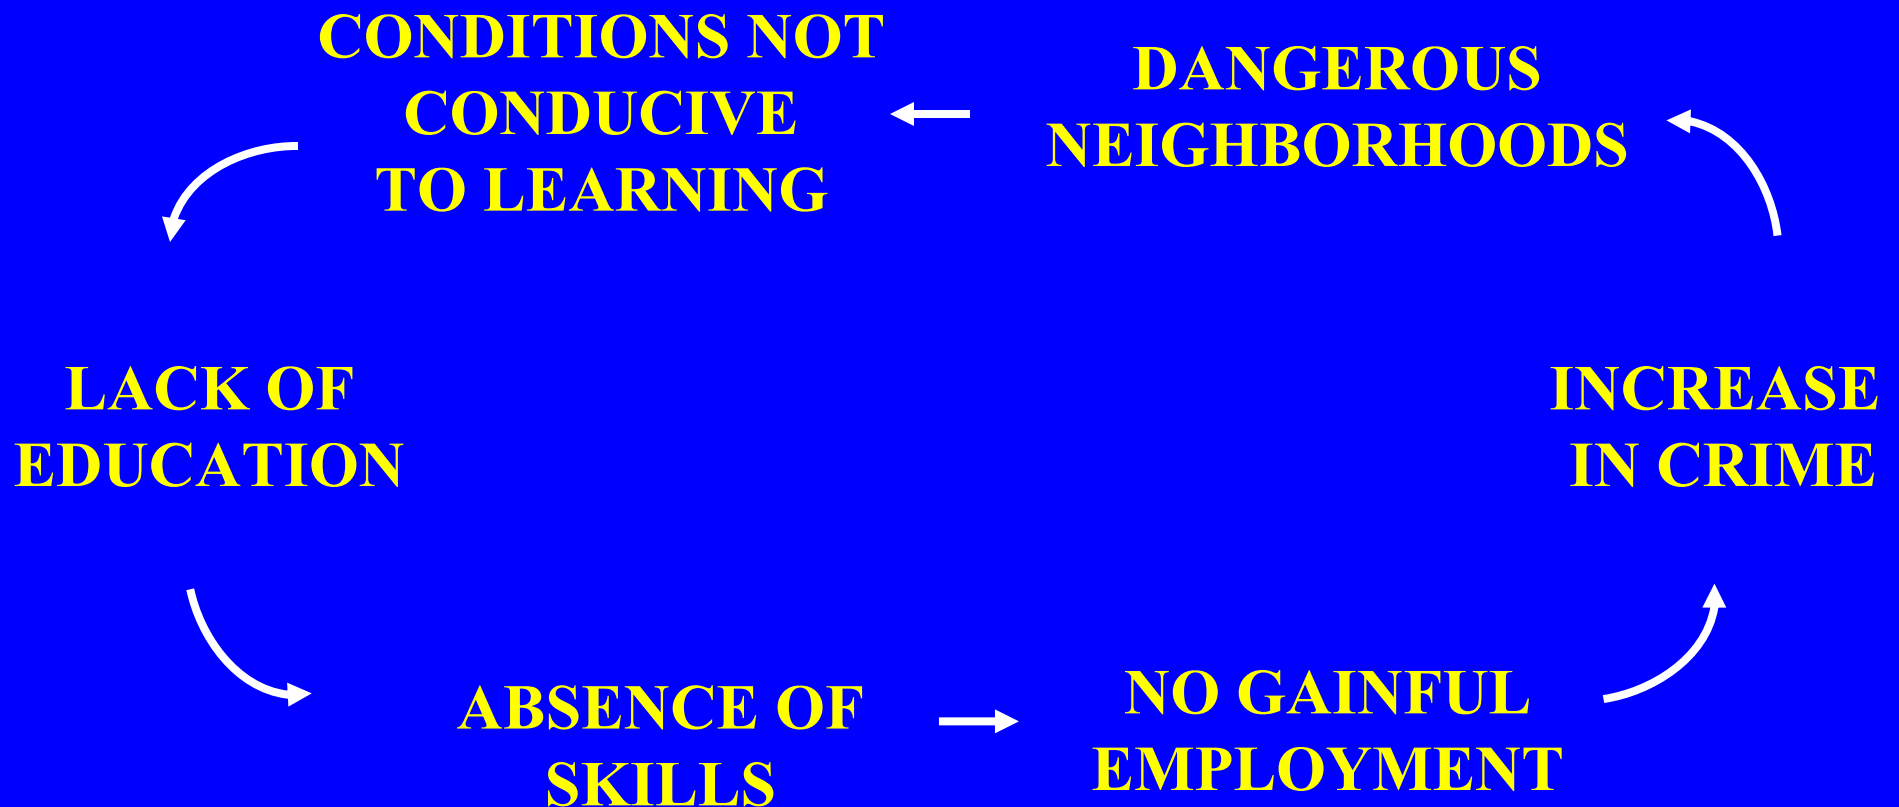 CONDITIONS NOT
CONDUCIVE
TO LEARNING
DANGEROUS
NEIGHBORHOODS
LACK OF
EDUCATION
INCREASE
IN CRIME
ABSENCE OF
SKILLS
NO GAINFUL
EMPLOYMENT